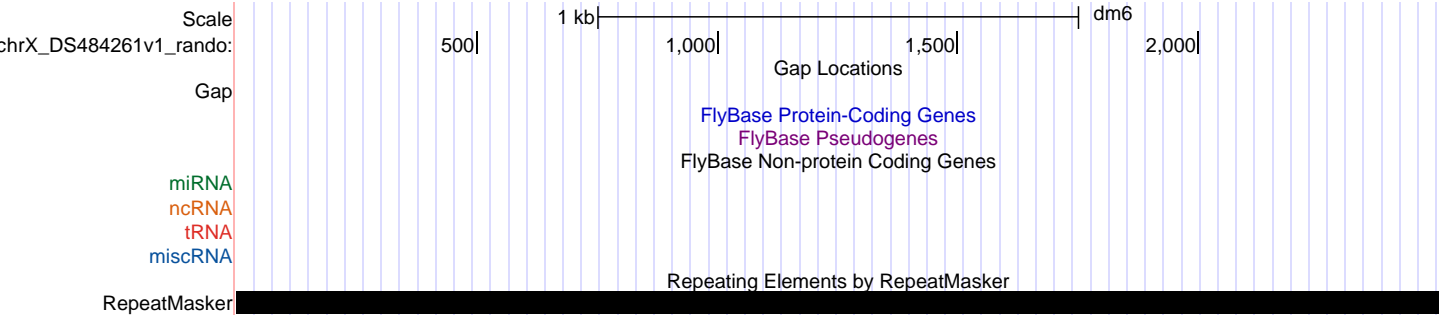 Scale 1 kb dm6
chrX_DS484261v1_rando: 500 1,000 1,500 2,000
Gap Locations
Gap
FlyBase Protein-Coding Genes
FlyBase Pseudogenes
FlyBase Non-protein Coding Genes
miRNA
ncRNA
tRNA
miscRNA
Repeating Elements by RepeatMasker
RepeatMasker